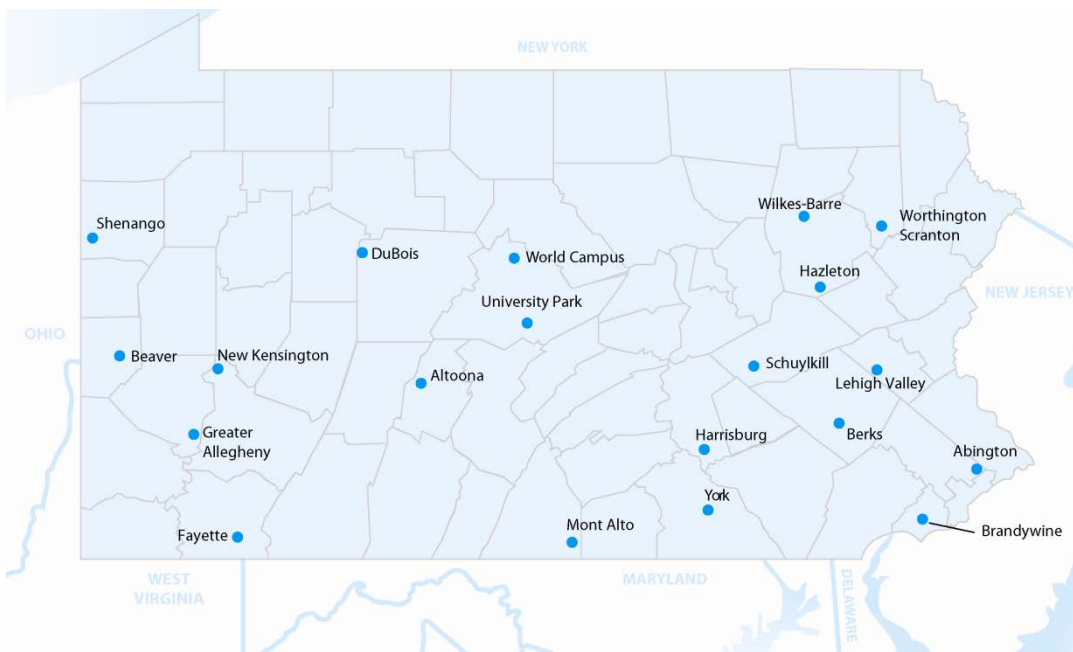 NEW YORK
Wilkes-Barre
Shenango
Worthington
Scranton
DuBois
World Campus
Hazleton
NEW JERSEY
University Park
OHIO
Beaver
New Kensington
Schuylkill
Altoona
Lehigh Valley
Greater
Allegheny
Harrisburg
Berks
Abington
York
Mont Alto
Fayette
Brandywine
WEST
VIRGINIA
MARYLAND
DELAWARE